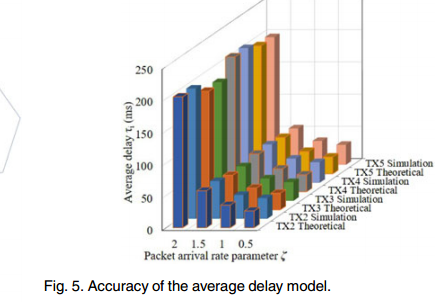 250
200
150
100
50
0
Average delay τᵢ (ms)
2 1.5 1 0.5
Packet arrival rate parameter ζ
TX5 Simulation
TX5 Theoretical
TX4 Simulation
TX4 Theoretical
TX3 Simulation
TX3 Theoretical
TX2 Simulation
TX2 Theoretical
Fig. 5. Accuracy of the average delay model.